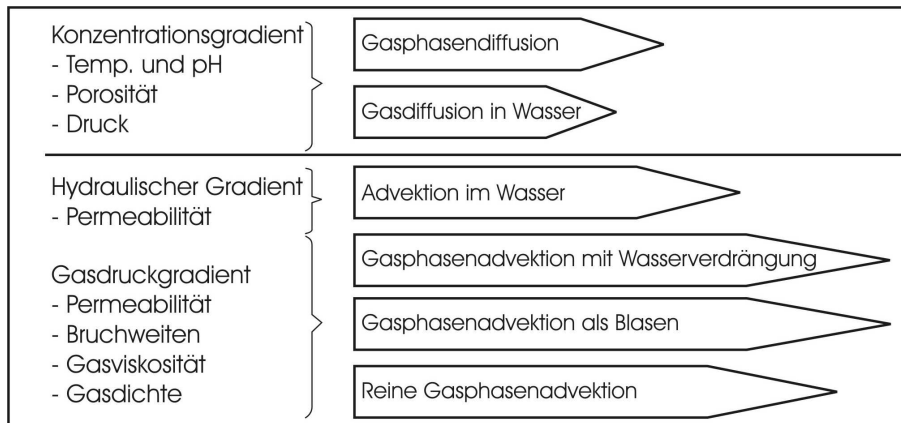 Konzentrationsgradient
- Temp. und pH
- Porosität
- Druck
Gasphasendiffusion
Gasdiffusion in Wasser
Hydraulischer Gradient
- Permeabilität
Advektion im Wasser
Gasdruckgradient
- Permeabilität
- Bruchweiten
- Gasviskosität
- Gasdichte
Gasphasenadvektion mit Wasserverdrängung
Gasphasenadvektion als Blasen
Reine Gasphasenadvektion